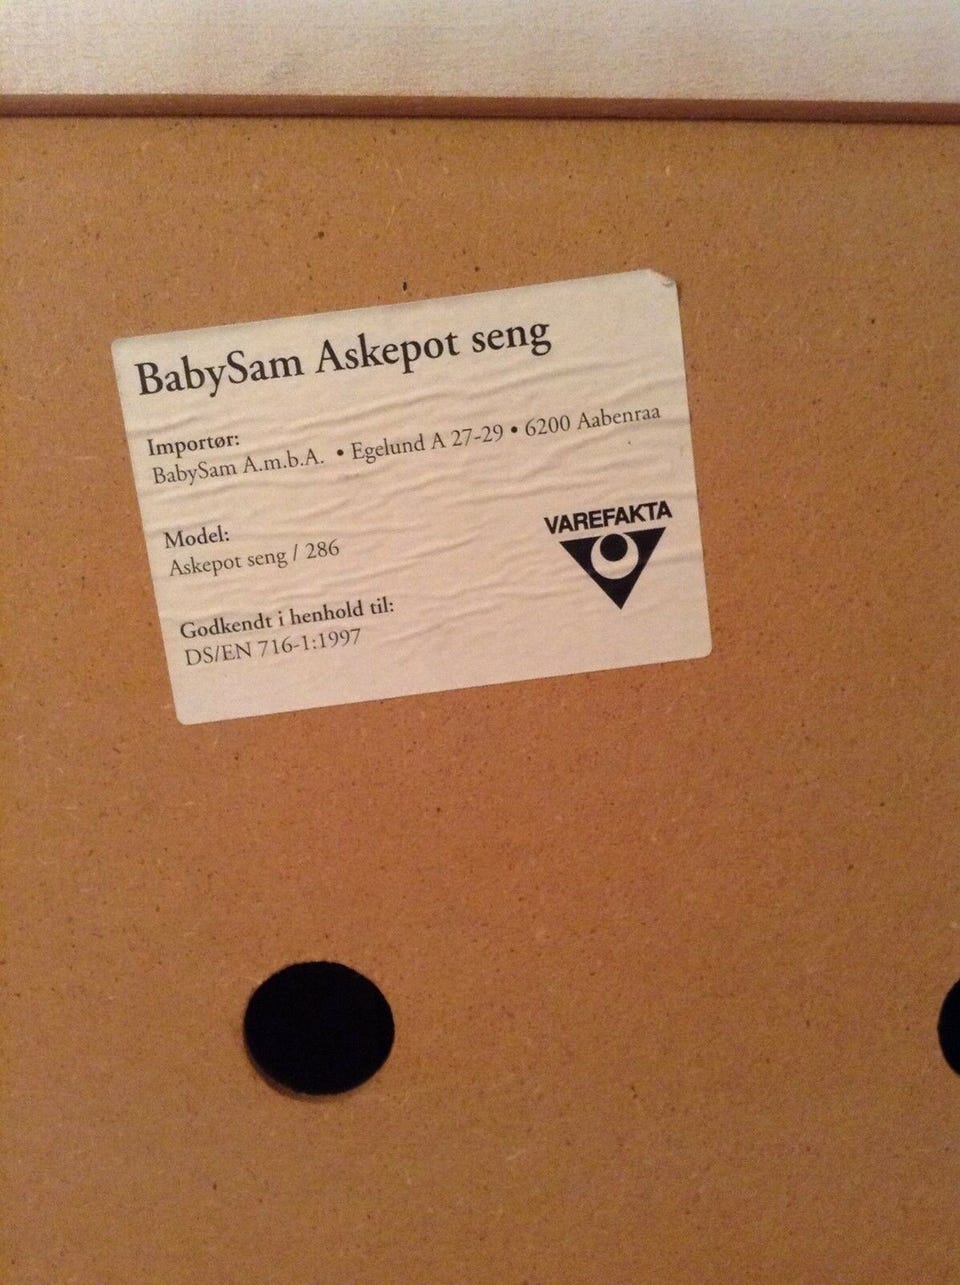 BabySam Askepot seng
Importør:
BabySam A.m.b.A. • Egelund A 27-29 • 6200 Aabenraa
Model:
Askepot seng / 286
VAREFAKTA
Godkendt i henhold til:
DS/EN 716-1:1997